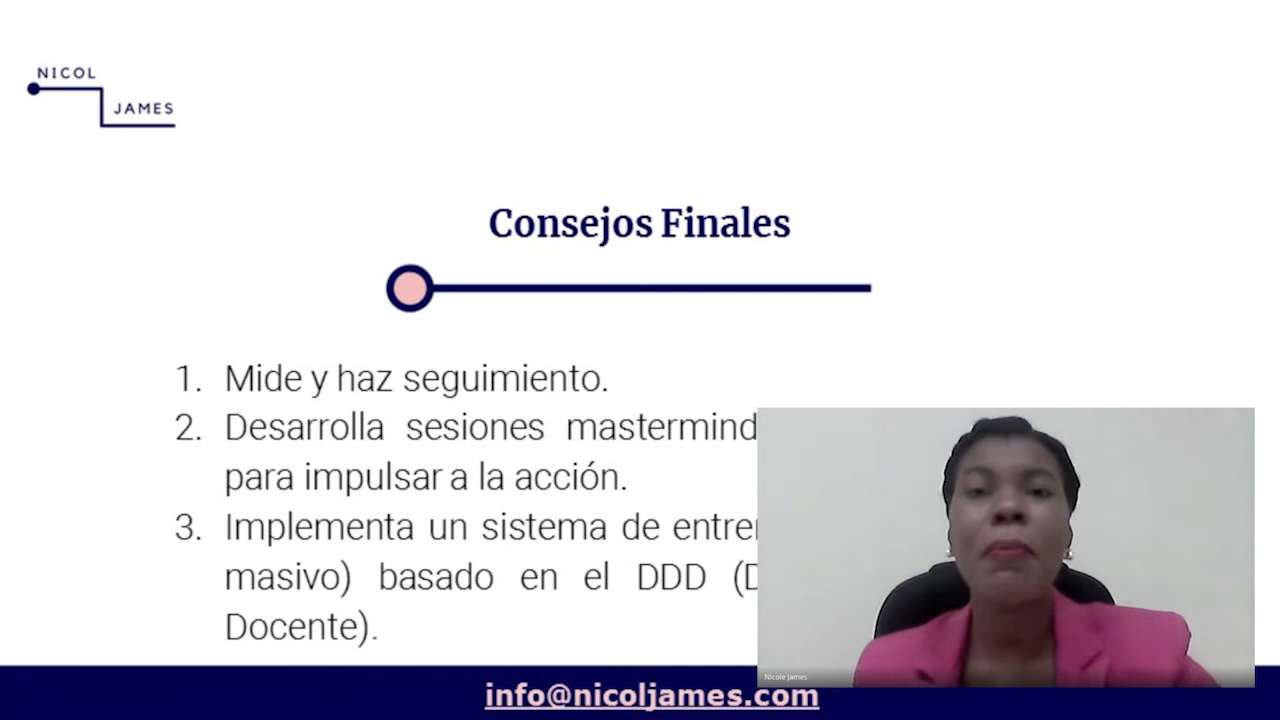 NICOL
JAMES
Consejos Finales
1. Mide y haz seguimiento.
2. Desarrolla sesiones mastermind
para impulsar a la acción.
3. Implementa un sistema de
masivo) basado en el DDD
Docente).
Nicole James
info@nicoljames.com